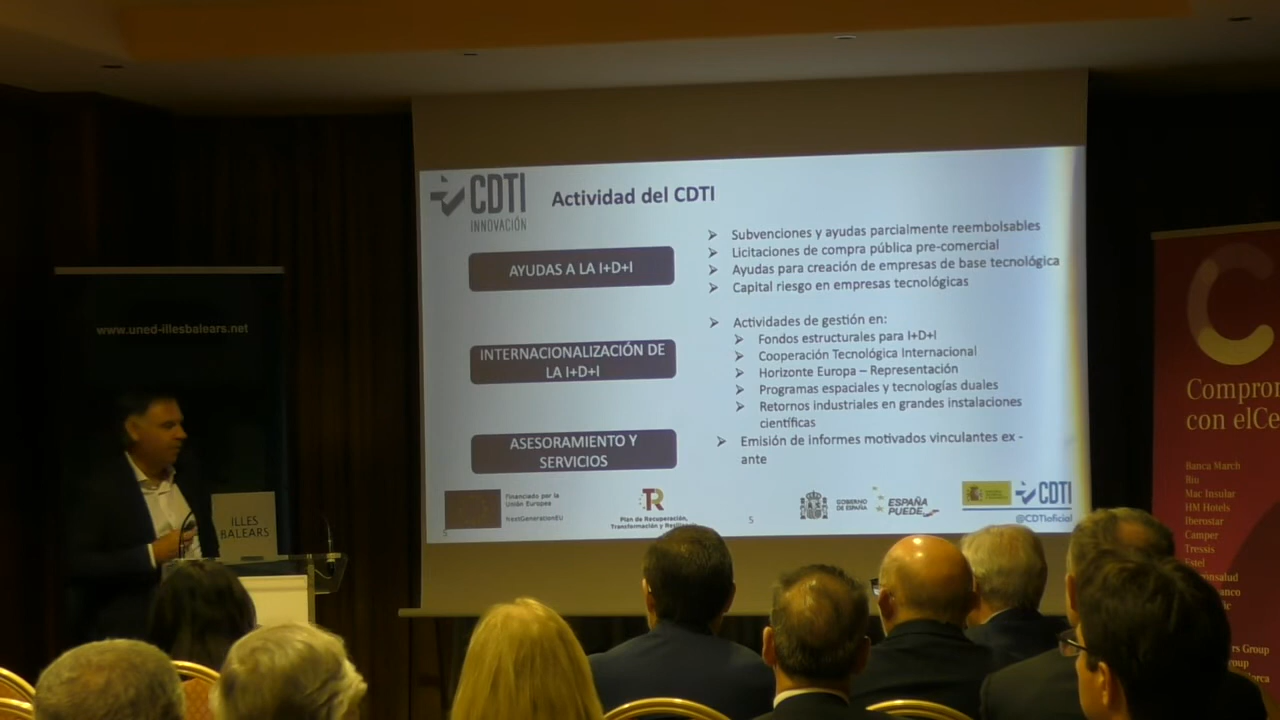 CDTI
INNOVACIÓN
Actividad del CDTI
AYUDAS A LA I+D+I
Subvenciones y ayudas parcialmente reembolsables
Licitaciones de compra pública pre-comercial
Ayudas para creación de empresas de base tecnológica
Capital riesgo en empresas tecnológicas
INTERNACIONALIZACIÓN DE
LA I+D+I
Actividades de gestión en:
Fondos estructurales para I+D+I
Cooperación Tecnológica Internacional
Horizonte Europa – Representación
Programas espaciales y tecnologías duales
Retornos industriales en grandes instalaciones
científicas
ASESORAMIENTO Y
SERVICIOS
Emisión de informes motivados vinculantes ex -
ante
Financiado por la
Unión Europea
NextGenerationEU
TR
Plan de Recuperación,
Transformación y
5
GOBIERNO
DE ESPAÑA
ESPAÑA
PUEDE
CDTI
@CDTIoficial
www.uned-illesbalears.net
ILLES
BALEARS
Compro
con elCe
Banca March
Mac Insular
HM Hotels
Iberostar
Camper
Tressis
Group